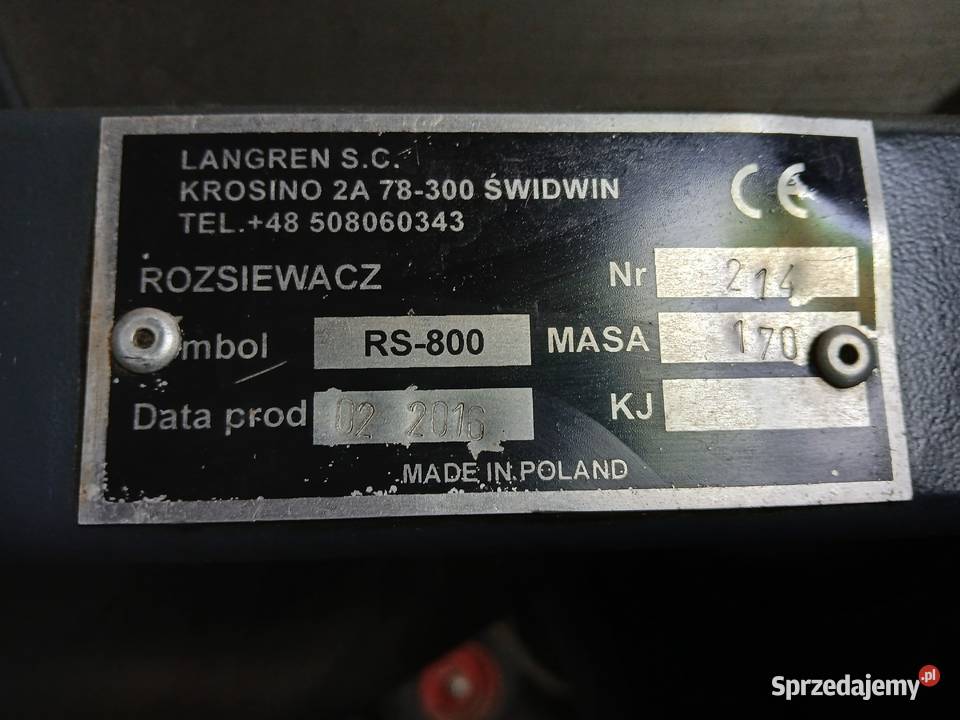 LANGREN S.C.
KROSINO 2A 78-300 ŚWIDWIN
TEL.+48 508060343
CE
ROZSIEWACZ
Nr 214
mbol RS-800 MASA 170
Data prod 02 2016 KJ
MADE IN POLAND
Sprzedajemy.pl